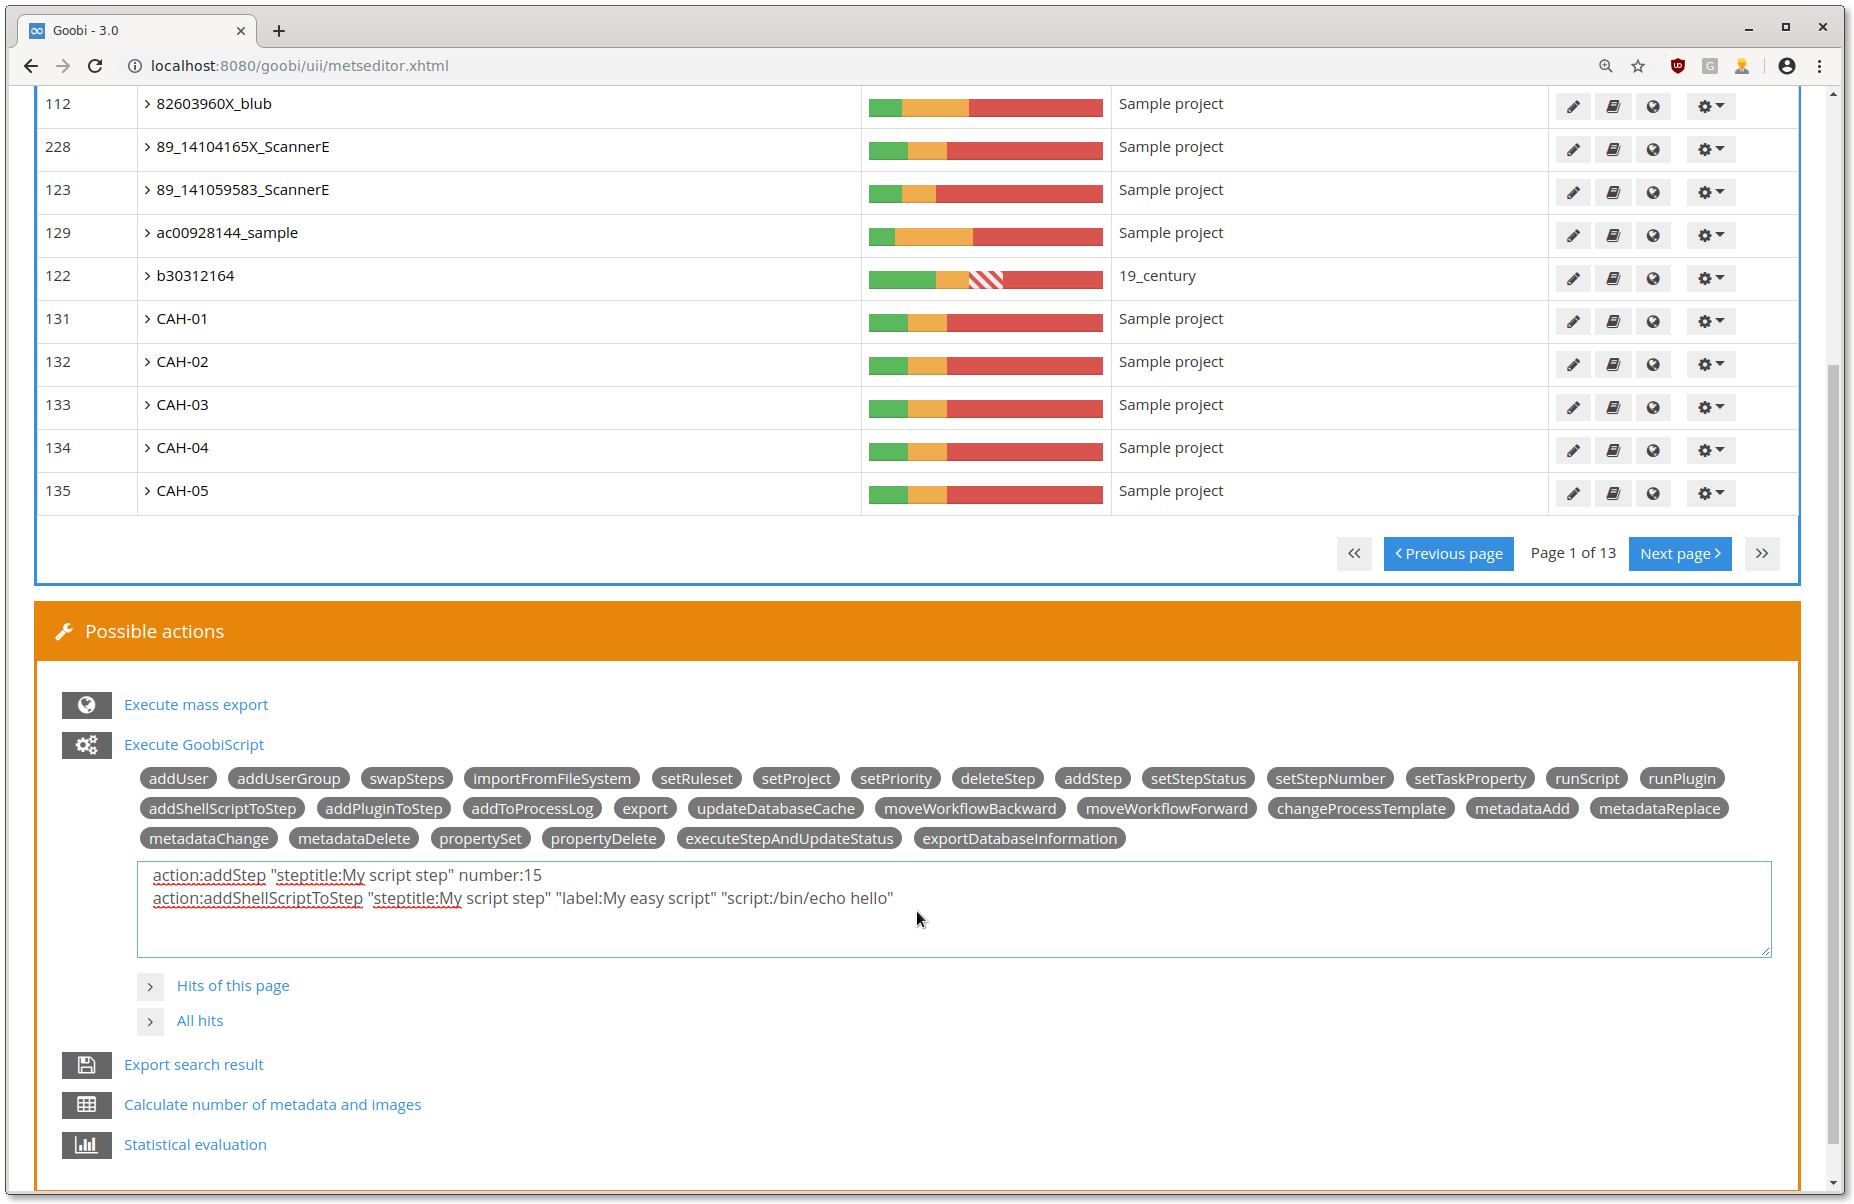 Goobi - 3.0
localhost:8080/goobi/uii/metseditor.xhtml
112 82603960X_blub Sample project
228 89_14104165X_ScannerE Sample project
123 89_141059583_ScannerE Sample project
129 ac00928144_sample Sample project
122 b30312164 19_century
131 CAH-01 Sample project
132 CAH-02 Sample project
133 CAH-03 Sample project
134 CAH-04 Sample project
135 CAH-05 Sample project
Previous page Page 1 of 13 Next page
Possible actions
Execute mass export
Execute GoobiScript
addUser addUserGroup swapSteps importFromFileSystem setRuleset setProject setPriority deleteStep addStep setStepStatus setStepNumber setTaskProperty runScript runPlugin
addShellScriptToStep addPluginToStep addToProcessLog export updateDatabaseCache moveWorkflowBackward moveWorkflowForward changeProcessTemplate metadataAdd metadataReplace
metadataChange metadataDelete propertySet propertyDelete executeStepAndUpdateStatus exportDatabaseInformation
action:addStep "steptitle:My script step" number:15
action:addShellScriptToStep "steptitle:My script step" "label:My easy script" "script:/bin/echo hello"
Hits of this page
All hits
Export search result
Calculate number of metadata and images
Statistical evaluation